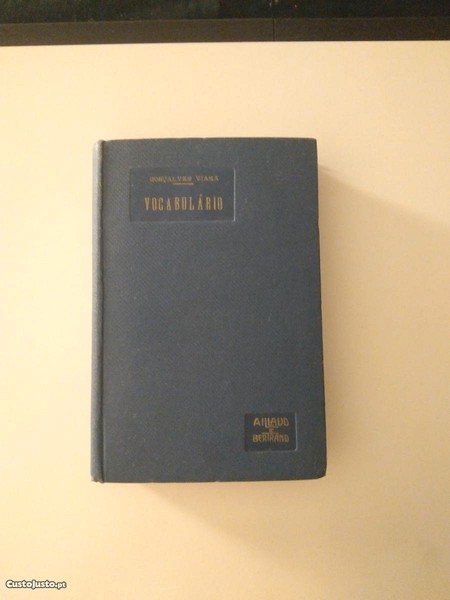 GONÇALVES VIANA
VOCABULÁRIO
AILLAUD
E
BERTRAND
CustoJusto.pt